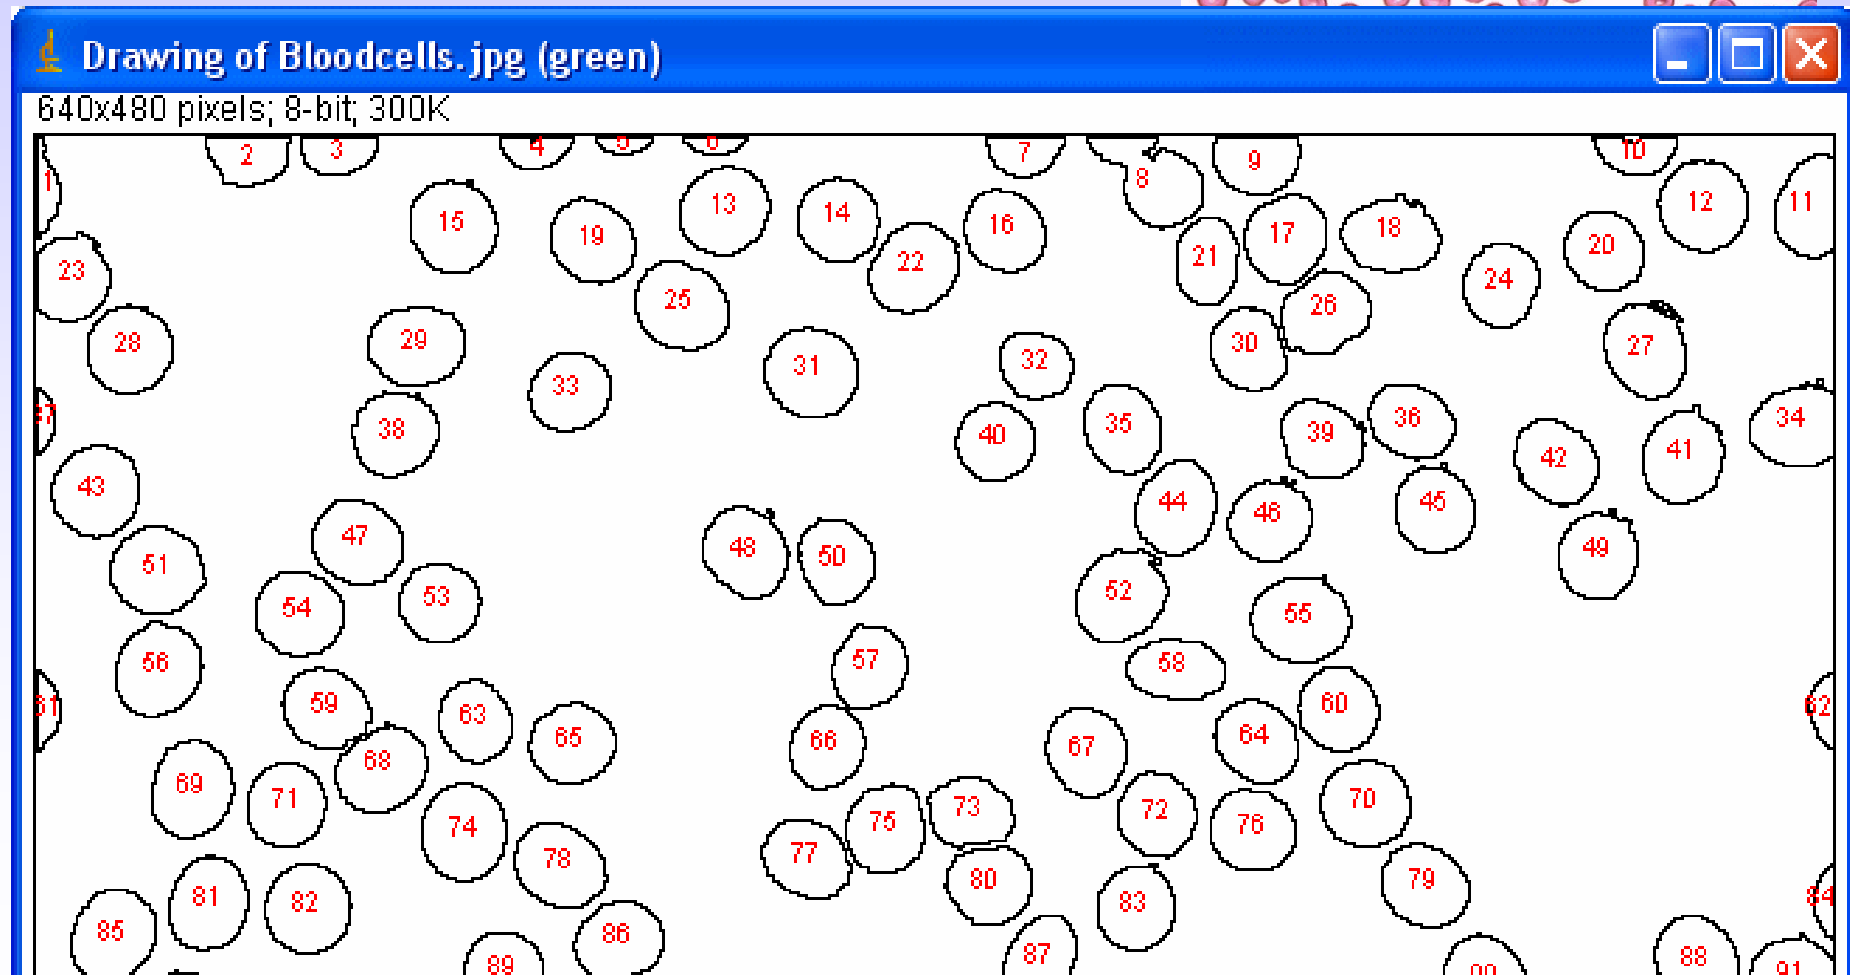 Drawing of Bloodcells.jpg (green)
640x480 pixels; 8-bit; 300K
2 3 4 5 6 7 9 10
1 15 19 13 14 16 8 17 18 20 12 11
23 25 22 21 26 24
28 29 33 31 32 30 27
37 38 40 35 39 36 42 41 34
43 47 48 50 44 46 45 49
51 54 53 52 55
56 57 58
61 59 63 65 66 67 64 60 62
69 71 68 74 75 73 72 76 70
77 78 80 79
85 81 82 86 83 84
89 87 88 91